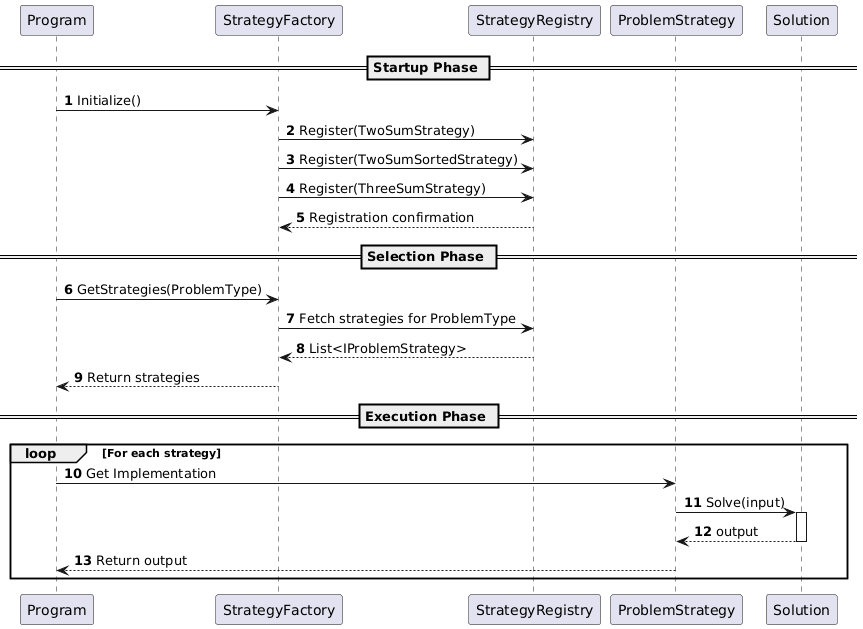 Program StrategyFactory StrategyRegistry ProblemStrategy Solution
Startup Phase
1 Initialize()
2 Register(TwoSumStrategy)
3 Register(TwoSumSortedStrategy)
4 Register(ThreeSumStrategy)
5 Registration confirmation
Selection Phase
6 GetStrategies(ProblemType)
7 Fetch strategies for ProblemType
8 List<IProblemStrategy>
9 Return strategies
Execution Phase
loop [For each strategy]
10 Get Implementation
11 Solve(input)
12 output
13 Return output
Program StrategyFactory StrategyRegistry ProblemStrategy Solution